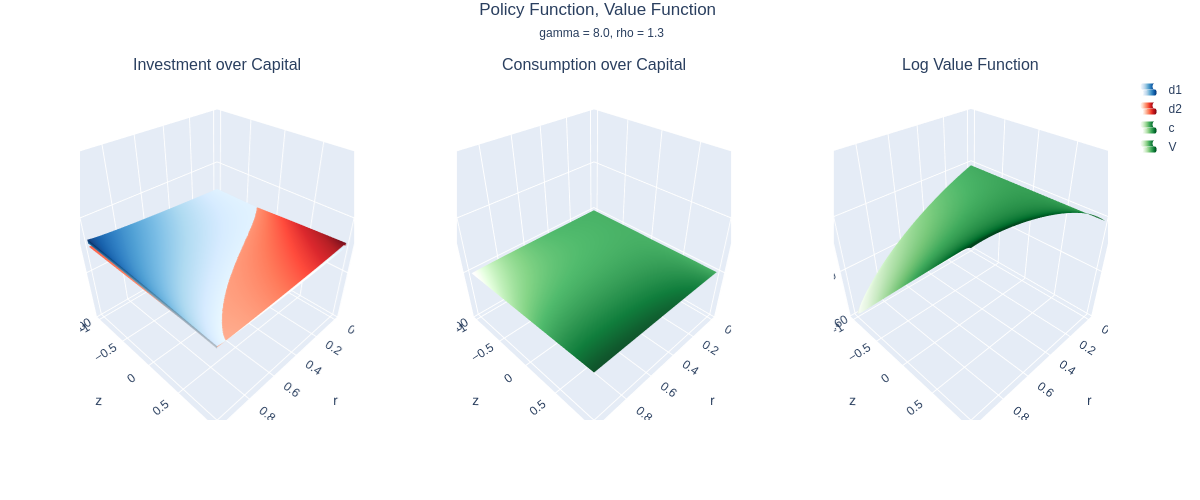 Policy Function, Value Function
gamma = 8.0, rho = 1.3
Investment over Capital
Consumption over Capital
Log Value Function
d1
d2
c
V
−0.5
0
0.5
z
0
0.2
0.4
0.6
0.8
r
−0.5
0
0.5
z
0
0.2
0.4
0.6
0.8
r
−0.5
0
0.5
z
0
0.2
0.4
0.6
0.8
r